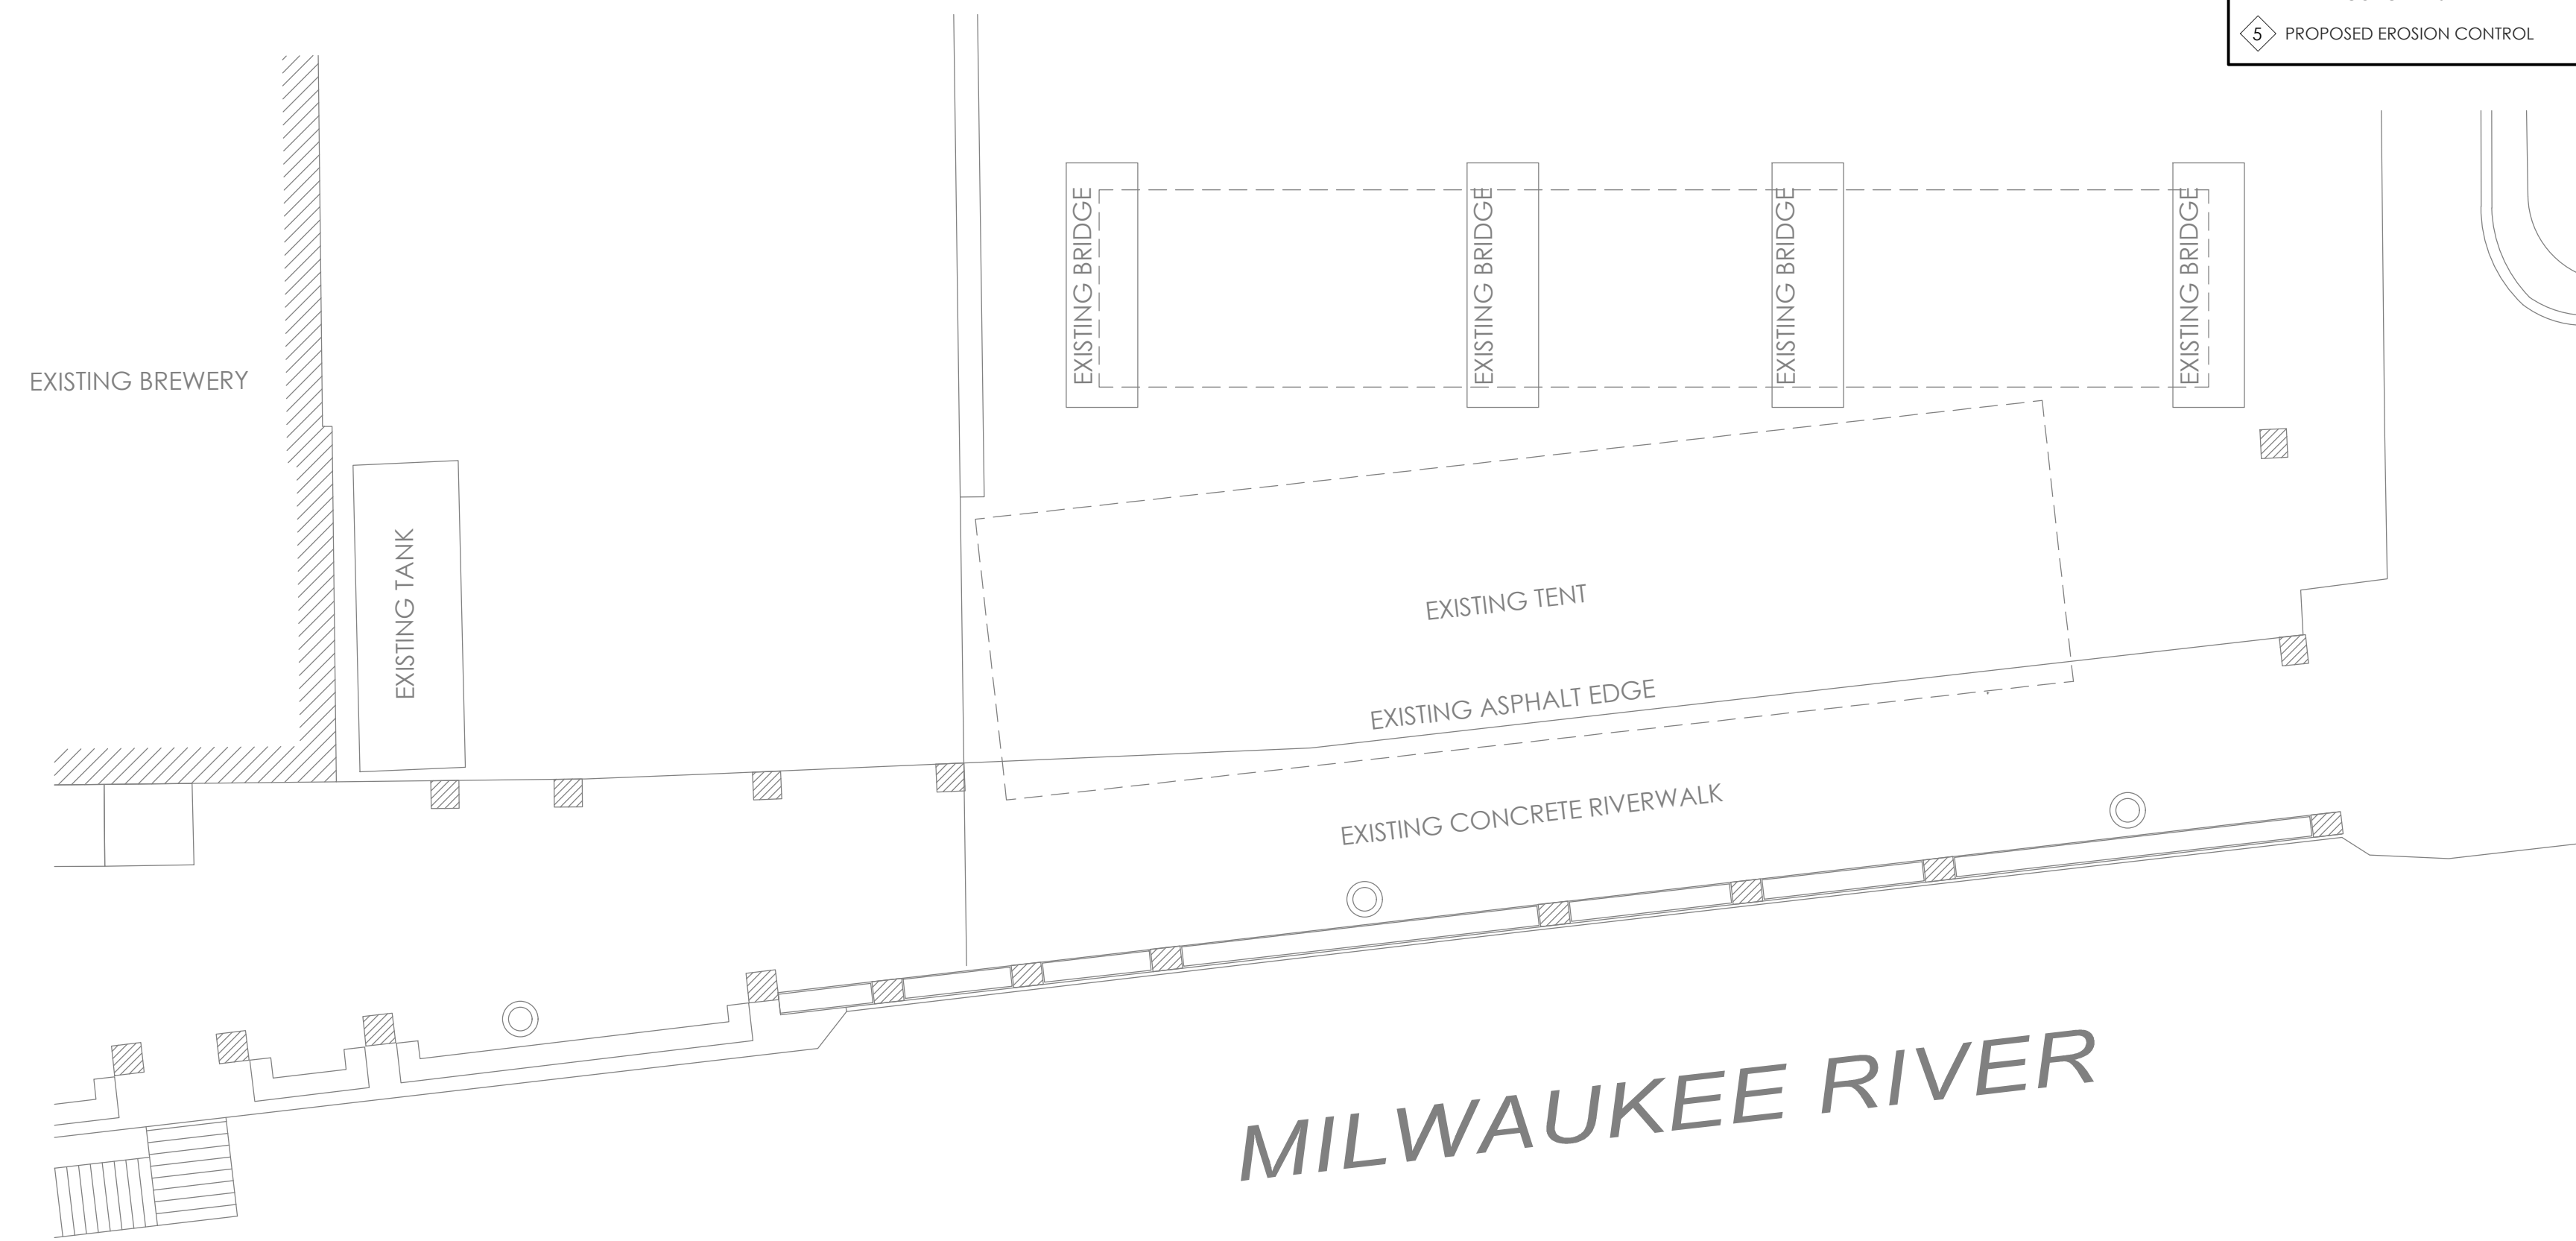 5 PROPOSED EROSION CONTROL
EXISTING BRIDGE
EXISTING BRIDGE
EXISTING BRIDGE
EXISTING BRIDGE
EXISTING BREWERY
EXISTING TANK
EXISTING TENT
EXISTING ASPHALT EDGE
EXISTING CONCRETE RIVERWALK
MILWAUKEE RIVER